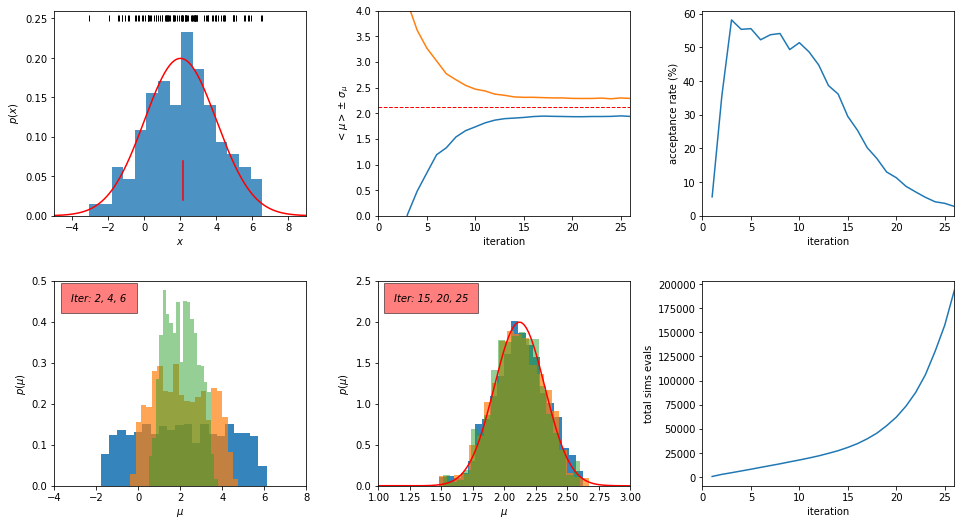 0.25
0.20
0.15
0.10
0.05
0.00
p(x)
−4 −2 0 2 4 6 8
x
4.0
3.5
3.0
2.5
2.0
1.5
1.0
0.5
0.0
< μ > ± σμ
0 5 10 15 20 25
iteration
60
50
40
30
20
10
0
acceptance rate (%)
0 5 10 15 20 25
iteration
Iter: 2, 4, 6
0.5
0.4
0.3
0.2
0.1
0.0
p(μ)
−4 −2 0 2 4 6 8
μ
Iter: 15, 20, 25
2.5
2.0
1.5
1.0
0.5
0.0
p(μ)
1.00 1.25 1.50 1.75 2.00 2.25 2.50 2.75 3.00
μ
200000
175000
150000
125000
100000
75000
50000
25000
0
total sims evals
0 5 10 15 20 25
iteration